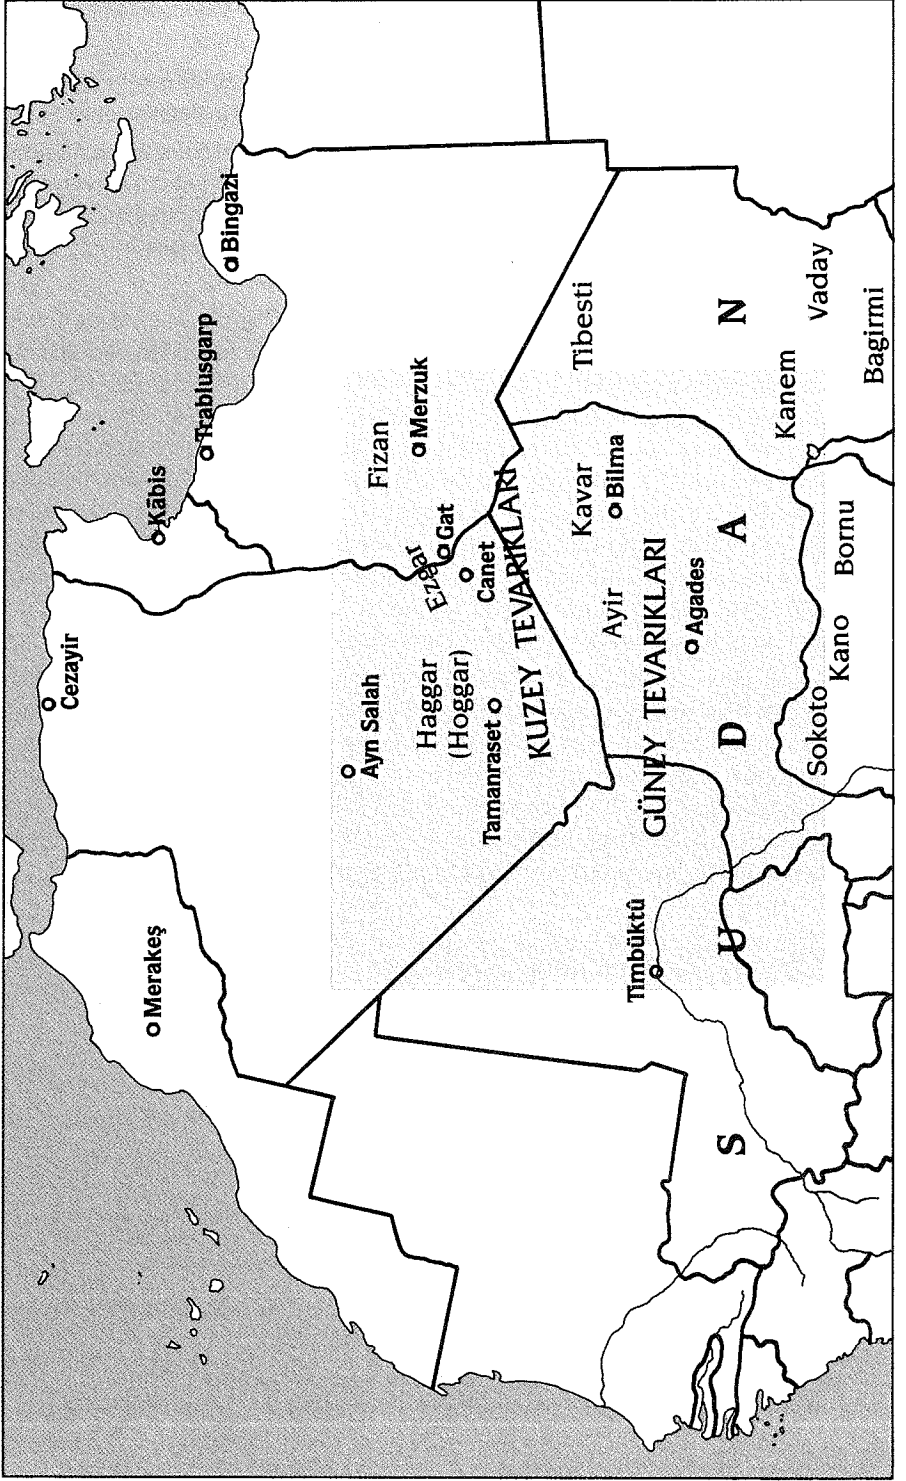 Merakeş
Cezayir
Kâbis
Trablusgarp
Bingazi
Ayn Salah
Haggar
(Hoggar)
Tamanraset
Ezgar
Gat
Canet
Fizan
Merzuk
KUZEY TEVARIKLARI
Tibesti
Kavar
Bilma
Ayir
GÜNEY TEVARIKLARI
Agades
Timbüktû
S U D A N
Vaday
Kanem
Bagirmi
Sokoto
Kano
Bornu